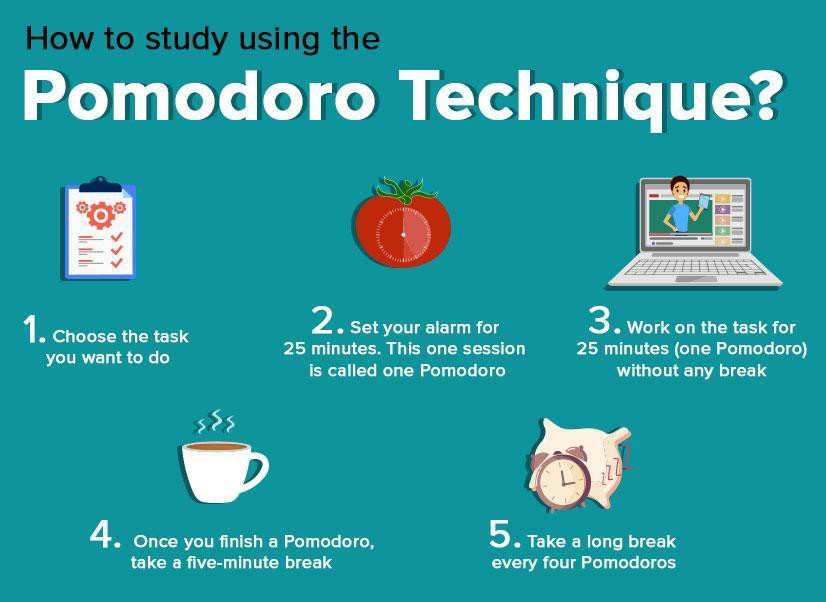 How to study using the
Pomodoro Technique?
1. Choose the task
you want to do
2. Set your alarm for
25 minutes. This one session
is called one Pomodoro
3. Work on the task for
25 minutes (one Pomodoro)
without any break
4. Once you finish a Pomodoro,
take a five-minute break
5. Take a long break
every four Pomodoros